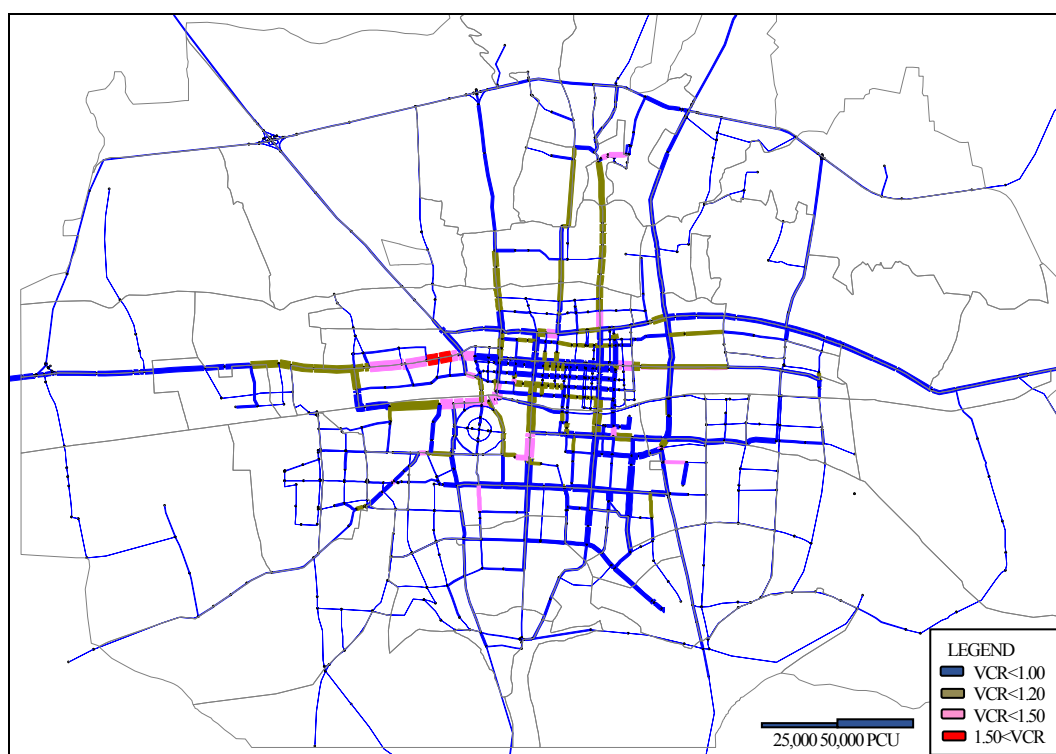 LEGEND
VCR<1.00
VCR<1.20
VCR<1.50
1.50<VCR
25,000 50,000 PCU